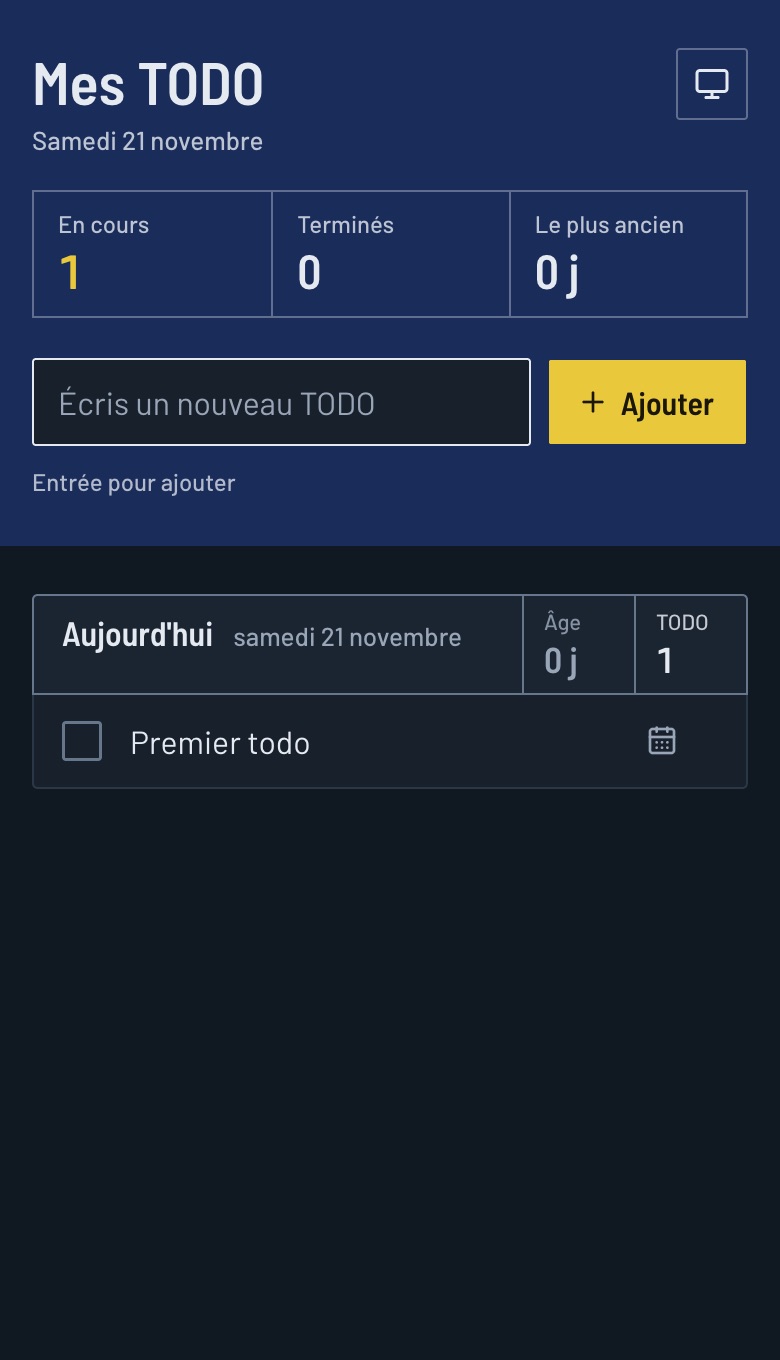 Mes TODO
Samedi 21 novembre
En cours
1
Terminés
0
Le plus ancien
0 j
Écris un nouveau TODO
+ Ajouter
Entrée pour ajouter
Aujourd'hui samedi 21 novembre
Âge
0 j
TODO
1
Premier todo